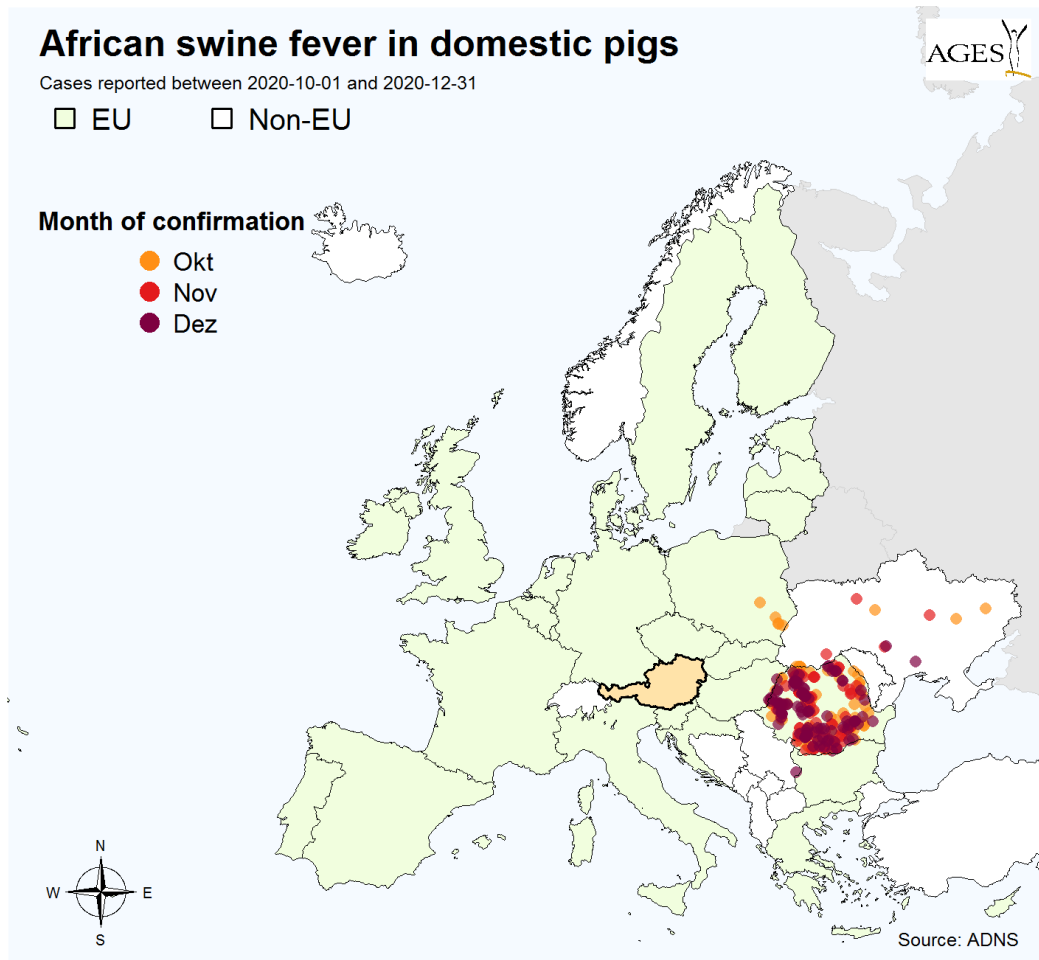 African swine fever in domestic pigs
Cases reported between 2020-10-01 and 2020-12-31
EU Non-EU
AGES
Month of confirmation
Okt
Nov
Dez
N
W E
S
Source: ADNS